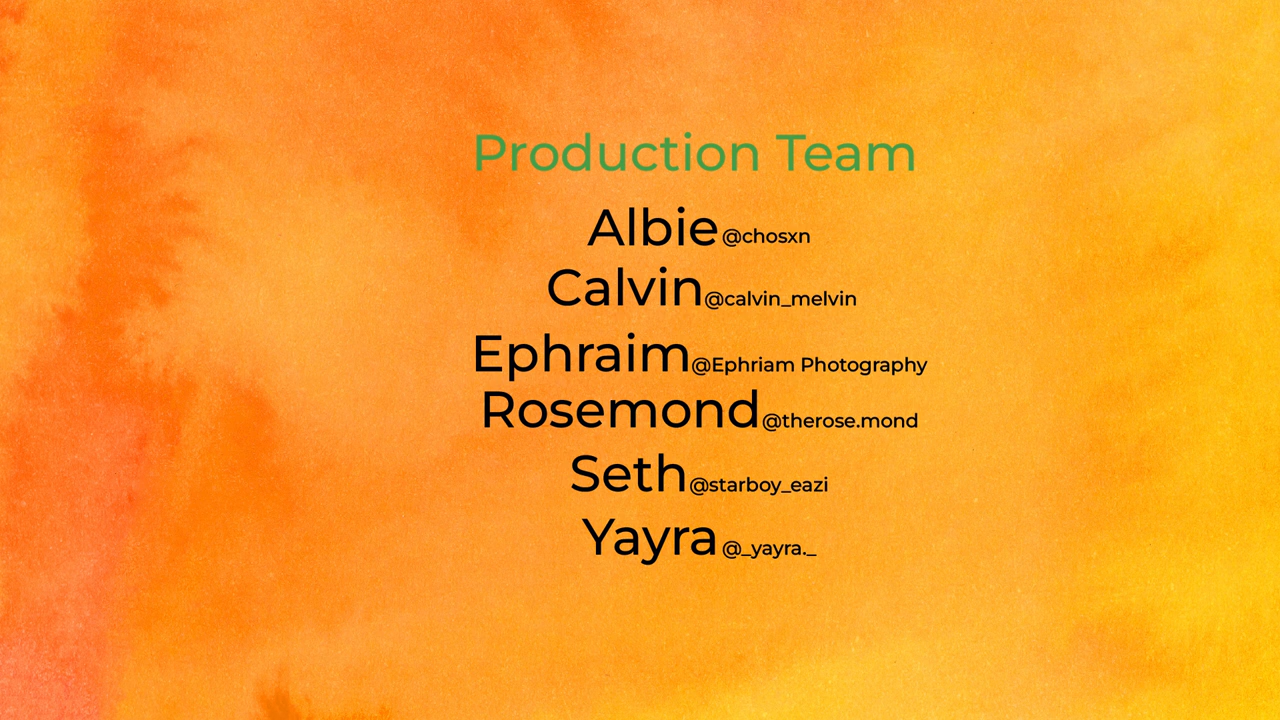 Production Team
Albie @chosxn
Calvin@calvin_melvin
Ephraim@Ephriam Photography
Rosemond@therose.mond
Seth@starboy_eazi
Yayra @_yayra._